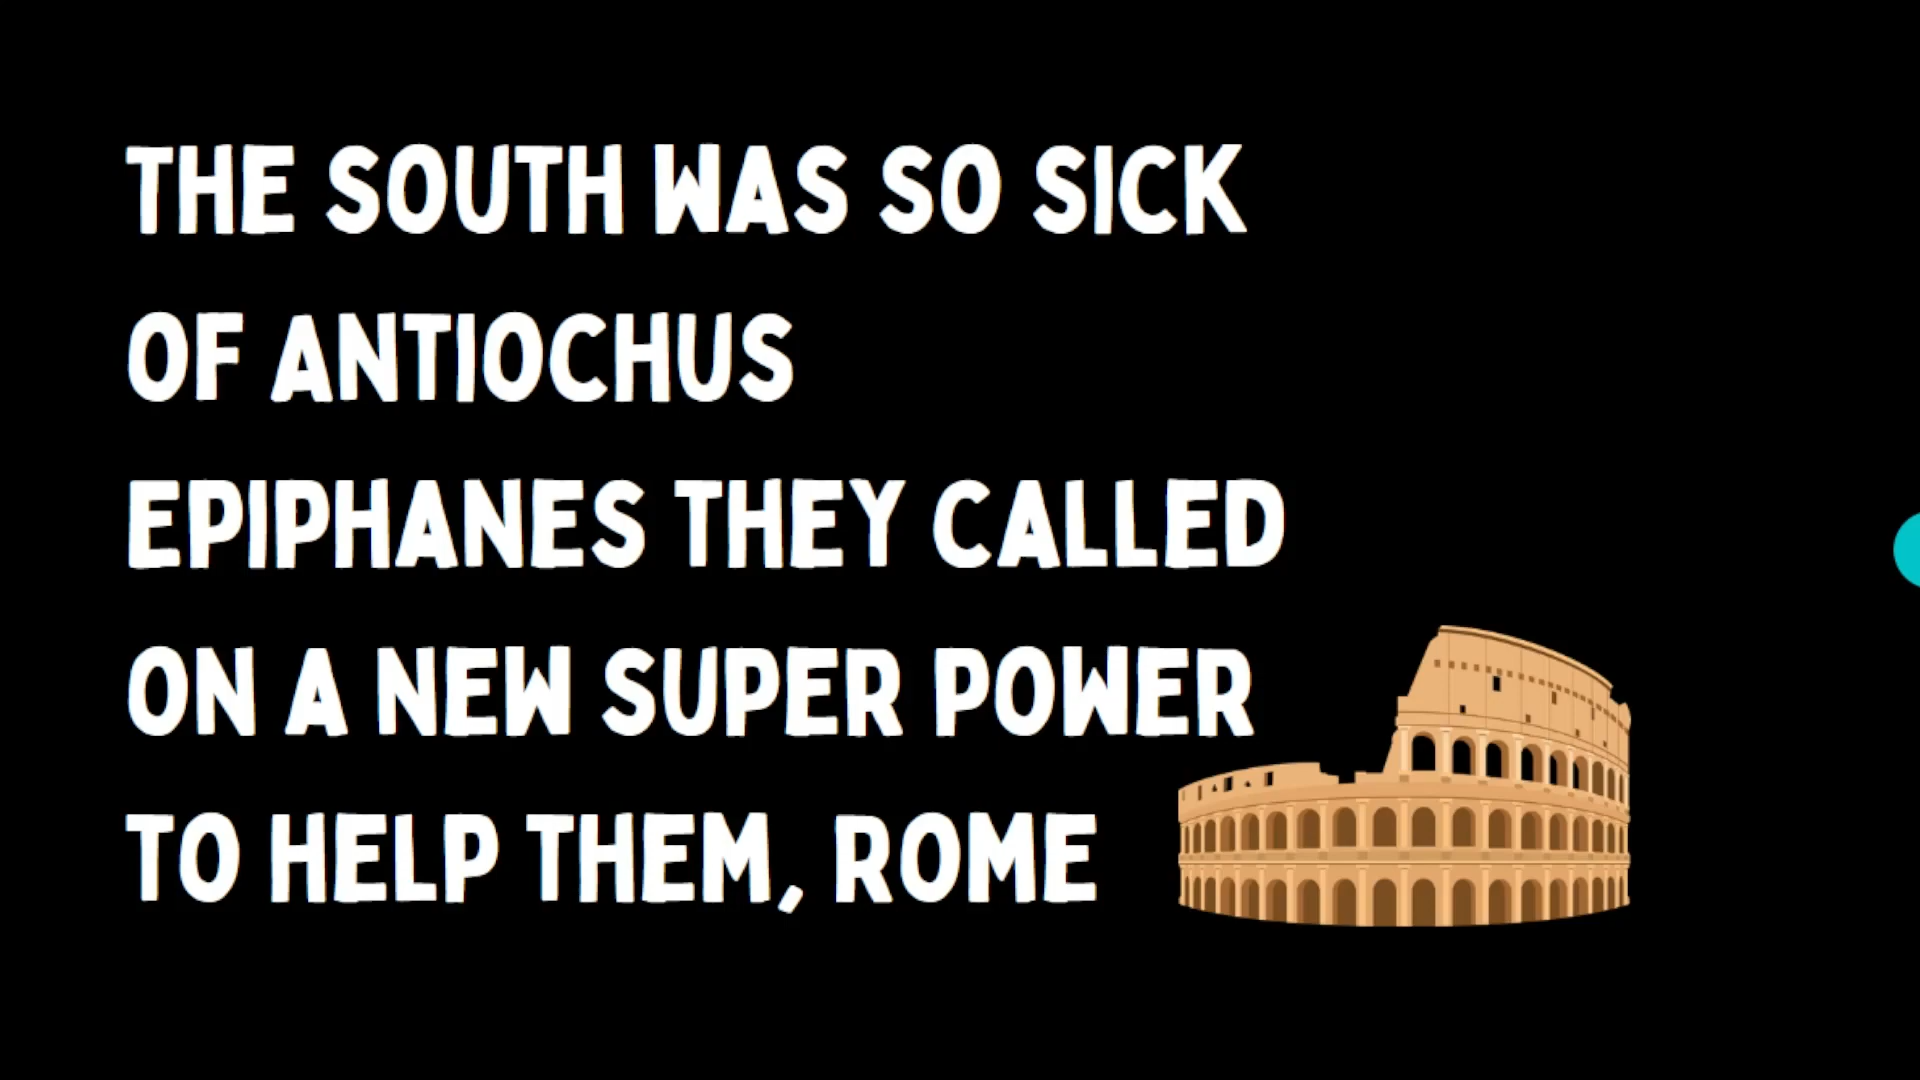 THE SOUTH WAS SO SICK
OF ANTIOCHUS
EPIPHANES THEY CALLED
ON A NEW SUPER POWER
TO HELP THEM, ROME